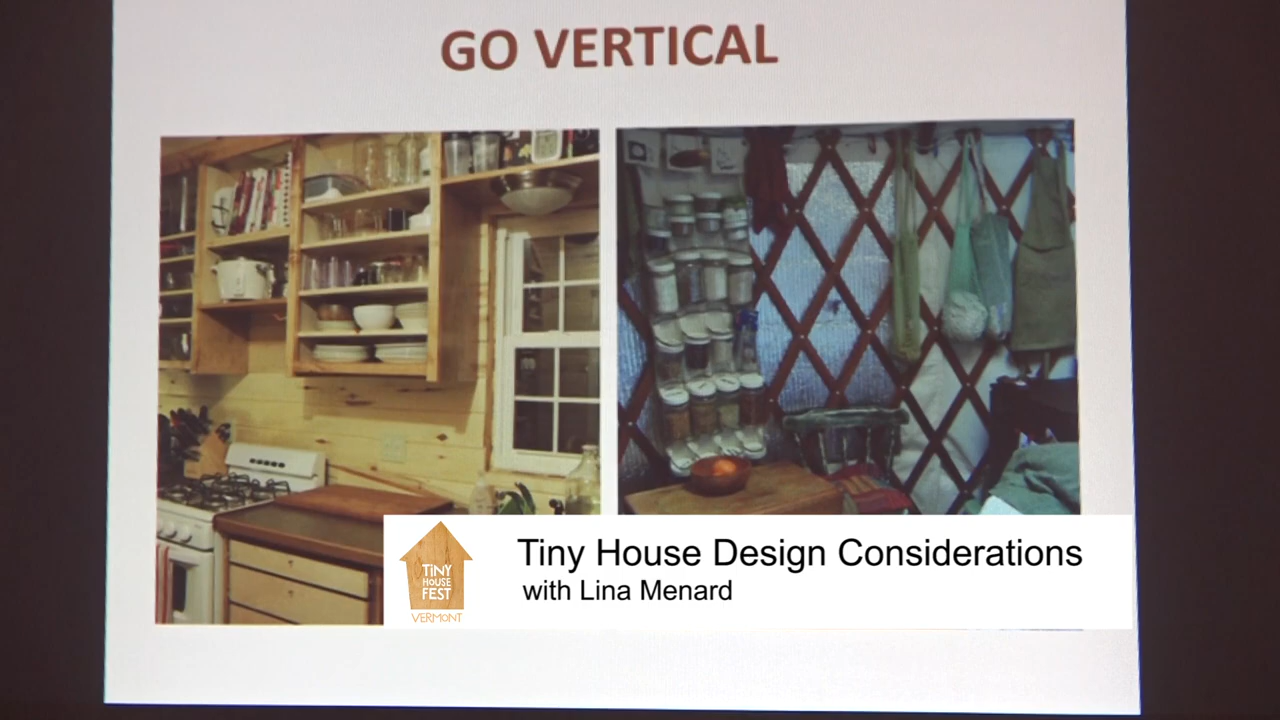 GO VERTICAL
Tiny House Design Considerations
with Lina Menard
TiNY
HOUSE
FEST
VERMONT